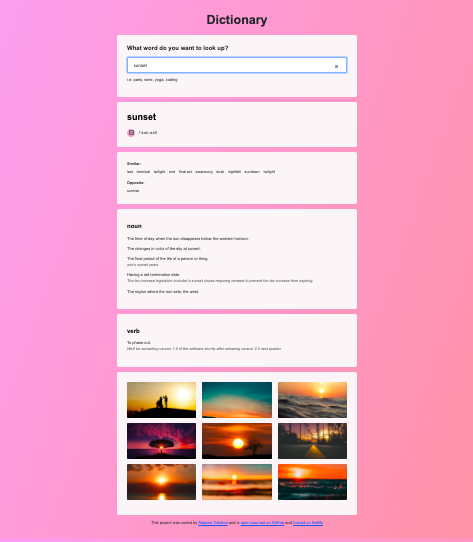 Dictionary
What word do you want to look up?
sunset
i.e. paris, wine, yoga, coding
sunset
Similar:
last terminal twilight end final act swansong dusk nightfall sundown twilight
Opposite:
sunrise
noun
The time of day when the sun disappears below the western horizon.
The changes in color of the sky at sunset.
The final period of the life of a person or thing.
one's sunset years
Having a set termination date.
The tax increase legislation included a sunset clause requiring renewal to prevent the tax increase from expiring.
The region where the sun sets; the west.
verb
To phase out.
We'll be sunsetting version 1.9 of the software shortly after releasing version 2.0 next quarter.
This project was coded by and is open-sourced on GitHub and hosted on Netlify